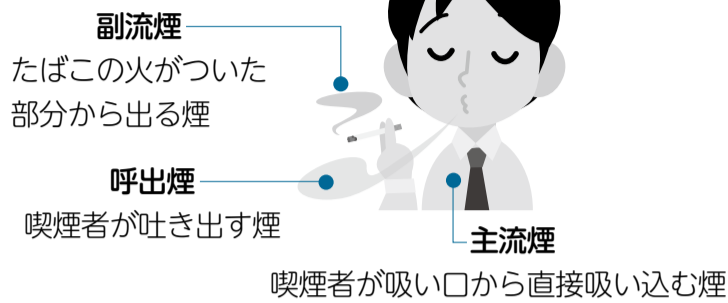 副流煙
たばこの火がついた
部分から出る煙
呼出煙
喫煙者が吐き出す煙
主流煙
喫煙者が吸い口から直接吸い込む煙